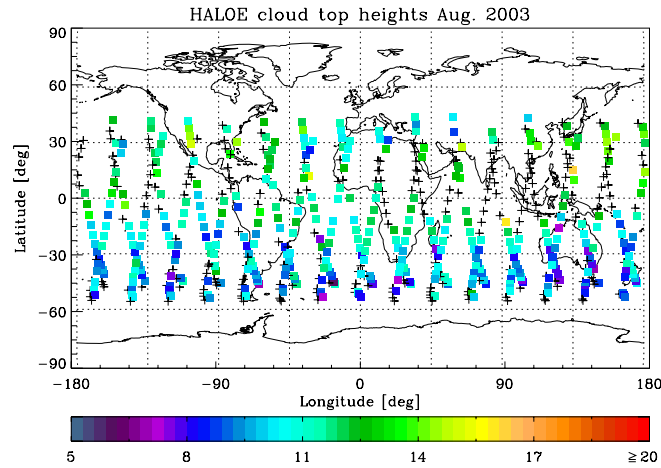 HALOE cloud top heights Aug. 2003
90
60
30
0
-30
-60
-90
Latitude [deg]
-180 -90 0 90 180
Longitude [deg]
5 8 11 14 17 ≥20